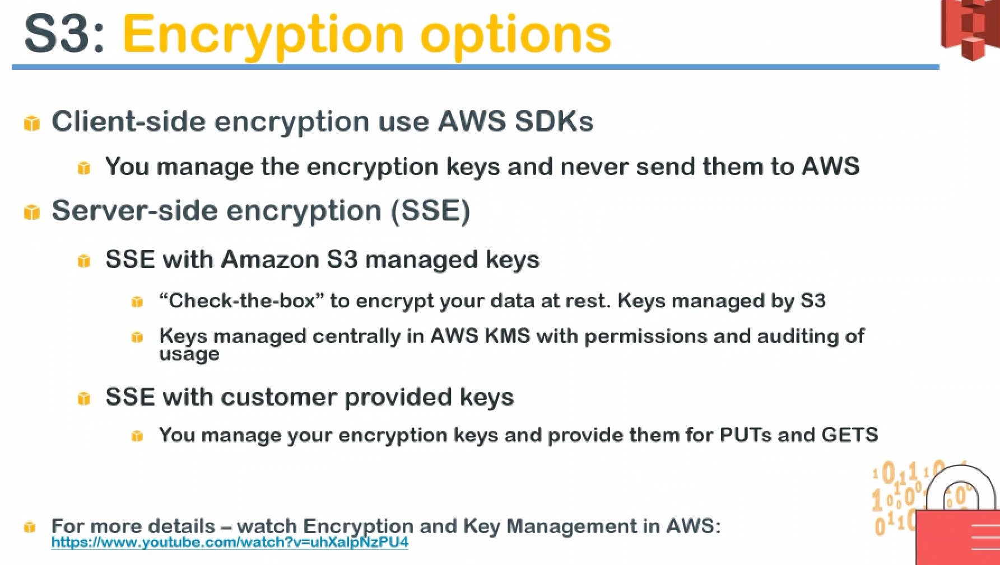 S3: Encryption options
Client-side encryption use AWS SDKs
You manage the encryption keys and never send them to AWS
Server-side encryption (SSE)
SSE with Amazon S3 managed keys
“Check-the-box” to encrypt your data at rest. Keys managed by S3
Keys managed centrally in AWS KMS with permissions and auditing of
usage
SSE with customer provided keys
You manage your encryption keys and provide them for PUTs and GETS
For more details – watch Encryption and Key Management in AWS:
https://www.youtube.com/watch?v=uhXalpNzPU4